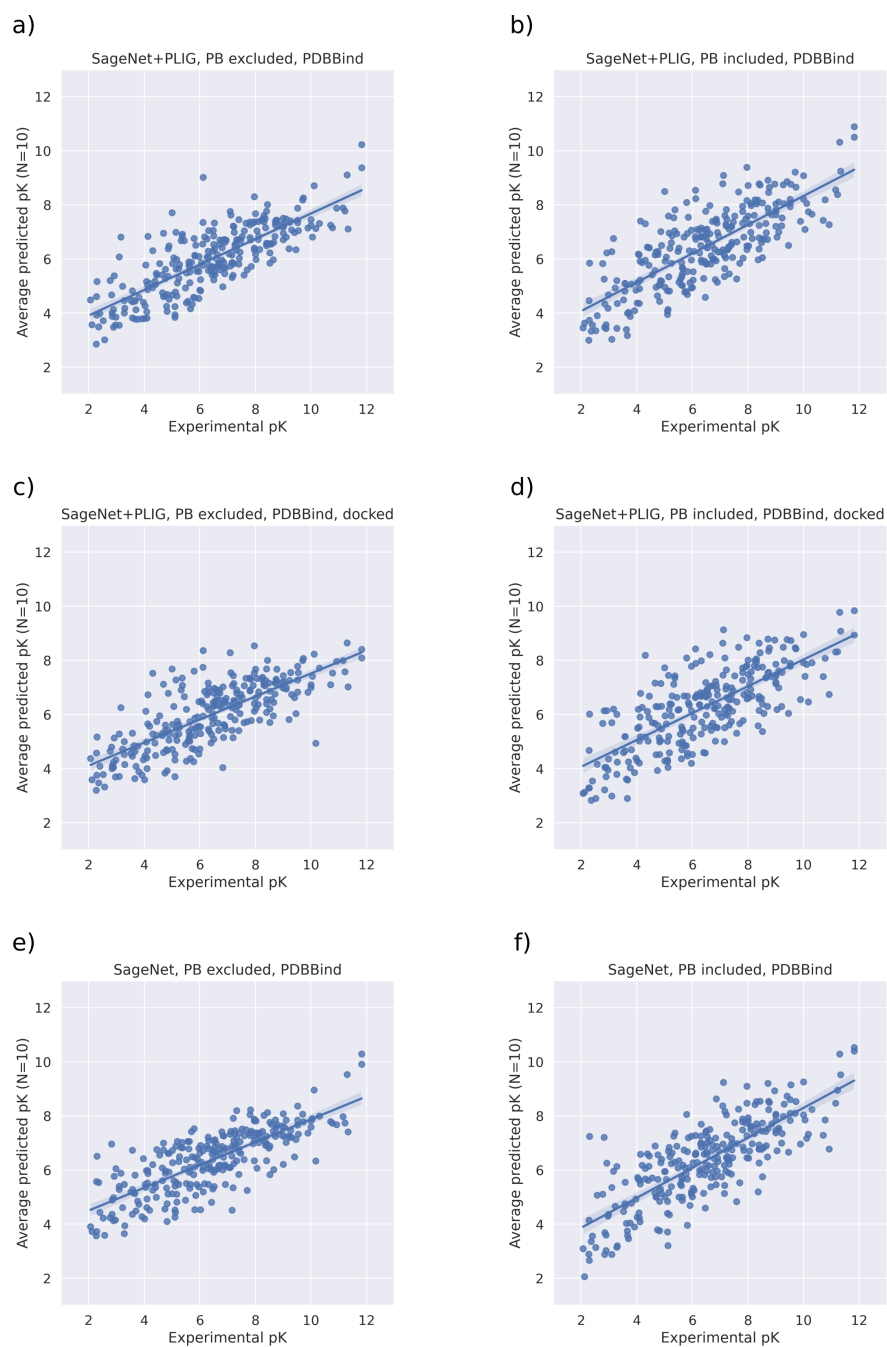 a)
SageNet+PLIG, PB excluded, PDBBind
12
10
8
6
4
2
Average predicted pK (N=10)
2 4 6 8 10 12
Experimental pK
b)
SageNet+PLIG, PB included, PDBBind
12
10
8
6
4
2
Average predicted pK (N=10)
2 4 6 8 10 12
Experimental pK
c)
SageNet+PLIG, PB excluded, PDBBind, docked
12
10
8
6
4
2
Average predicted pK (N=10)
2 4 6 8 10 12
Experimental pK
d)
SageNet+PLIG, PB included, PDBBind, docked
12
10
8
6
4
2
Average predicted pK (N=10)
2 4 6 8 10 12
Experimental pK
e)
SageNet, PB excluded, PDBBind
12
10
8
6
4
2
Average predicted pK (N=10)
2 4 6 8 10 12
Experimental pK
f)
SageNet, PB included, PDBBind
12
10
8
6
4
2
Average predicted pK (N=10)
2 4 6 8 10 12
Experimental pK